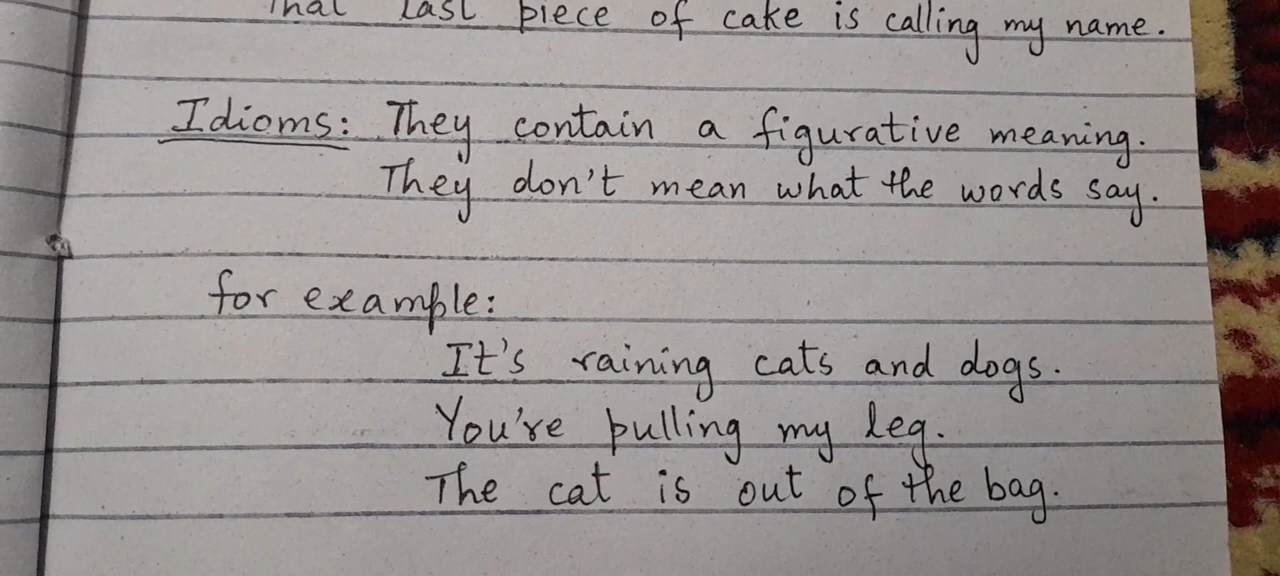 That last piece of cake is calling my name.
Idioms: They contain a figurative meaning.
They don't mean what the words say.
for example:
It's raining cats and dogs.
You're pulling my leg.
The cat is out of the bag.